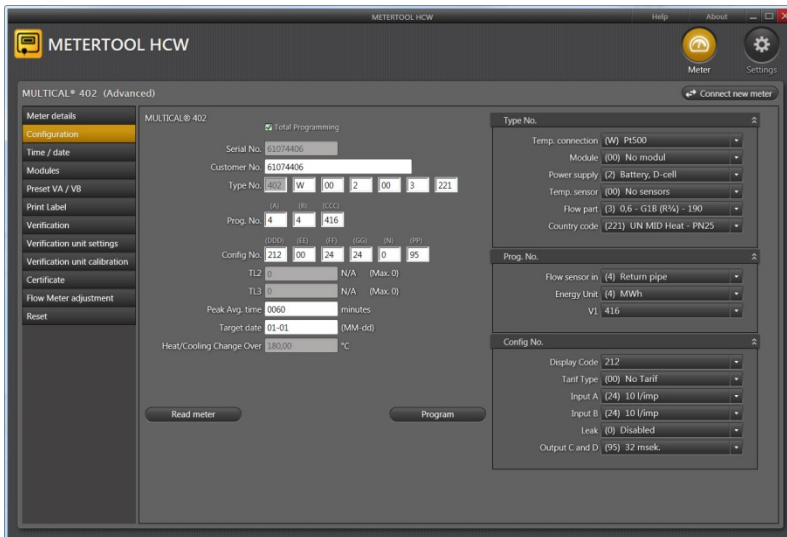 METERTOOL HCW
Help
About
METERTOOL HCW
Meter
Settings
MULTICAL® 402 (Advanced)
Connect new meter
Meter details
Configuration
Time / date
Modules
Preset VA / VB
Print Label
Verification
Verification unit settings
Verification unit calibration
Certificate
Flow Meter adjustment
Reset
MULTICAL® 402
Total Programming
Serial No. 61074406
Customer No. 61074406
Type No. 402 W 00 2 00 3 221
(A) (B) (CCC)
Prog. No. 4 4 416
(DDD) (EE) (FF) (GG) (N) (PP)
Config No. 212 00 24 24 0 95
TL2 0 N/A (Max. 0)
TL3 0 N/A (Max. 0)
Peak Avg. time 0060 minutes
Target date 01-01 (MM-dd)
Heat/Cooling Change Over 180,00 °C
Read meter
Program
Type No.
Temp. connection (W) Pt500
Module (00) No modul
Power supply (2) Battery, D-cell
Temp. sensor (00) No sensors
Flow part (3) 0,6 - G1B (R¾) - 190
Country code (221) UN MID Heat - PN25
Prog. No.
Flow sensor in (4) Return pipe
Energy Unit (4) MWh
V1 416
Config No.
Display Code 212
Tarif Type (00) No Tarif
Input A (24) 10 l/imp
Input B (24) 10 l/imp
Leak (0) Disabled
Output C and D (95) 32 msek.